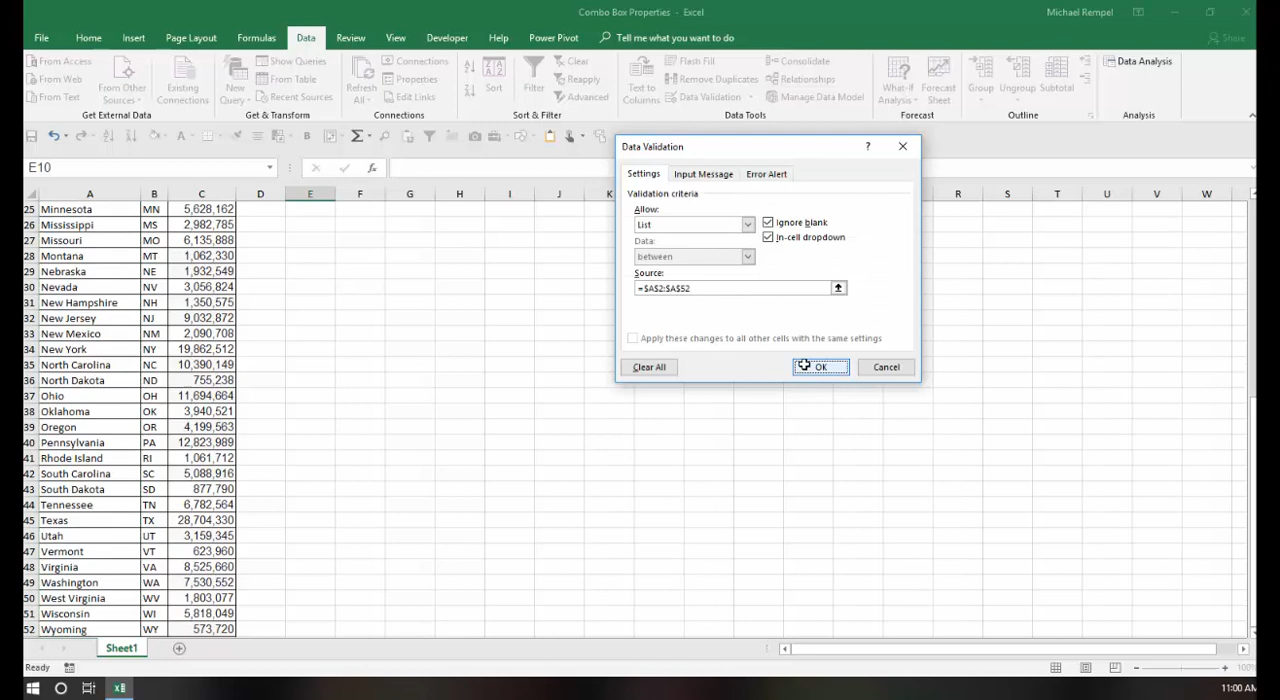 Combo Box Properties - Excel
Michael Rempel
File Home Insert Page Layout Formulas Data Review View Developer Help Power Pivot Tell me what you want to do Share
From Access
From Web
From Text
From Other Sources
Existing Connections
Get External Data
New Query
Show Queries
From Table
Recent Sources
Get & Transform
Refresh All
Connections
Properties
Edit Links
Connections
Sort
Filter
Clear
Reapply
Advanced
Sort & Filter
Text to Columns
Flash Fill
Remove Duplicates
Data Validation
Consolidate
Relationships
Manage Data Model
Data Tools
What-If Analysis
Forecast Sheet
Forecast
Group
Ungroup
Subtotal
Outline
Data Analysis
Analysis
E10
fx
A B C D E F G H I J K R S T U V W
25 Minnesota MN 5,628,162
26 Mississippi MS 2,982,785
27 Missouri MO 6,135,888
28 Montana MT 1,062,330
29 Nebraska NE 1,932,549
30 Nevada NV 3,056,824
31 New Hampshire NH 1,350,575
32 New Jersey NJ 9,032,872
33 New Mexico NM 2,090,708
34 New York NY 19,862,512
35 North Carolina NC 10,390,149
36 North Dakota ND 755,238
37 Ohio OH 11,694,664
38 Oklahoma OK 3,940,521
39 Oregon OR 4,199,563
40 Pennsylvania PA 12,823,989
41 Rhode Island RI 1,061,712
42 South Carolina SC 5,088,916
43 South Dakota SD 877,790
44 Tennessee TN 6,782,564
45 Texas TX 28,704,330
46 Utah UT 3,159,345
47 Vermont VT 623,960
48 Virginia VA 8,525,660
49 Washington WA 7,530,552
50 West Virginia WV 1,803,077
51 Wisconsin WI 5,818,049
52 Wyoming WY 573,720
Data Validation ?
Settings Input Message Error Alert
Validation criteria
Allow:
List
Ignore blank
In-cell dropdown
Data:
between
Source:
=$A$2:$A$52
Apply these changes to all other cells with the same settings
Clear All OK Cancel
Sheet1
Ready
100%
11:00 AM